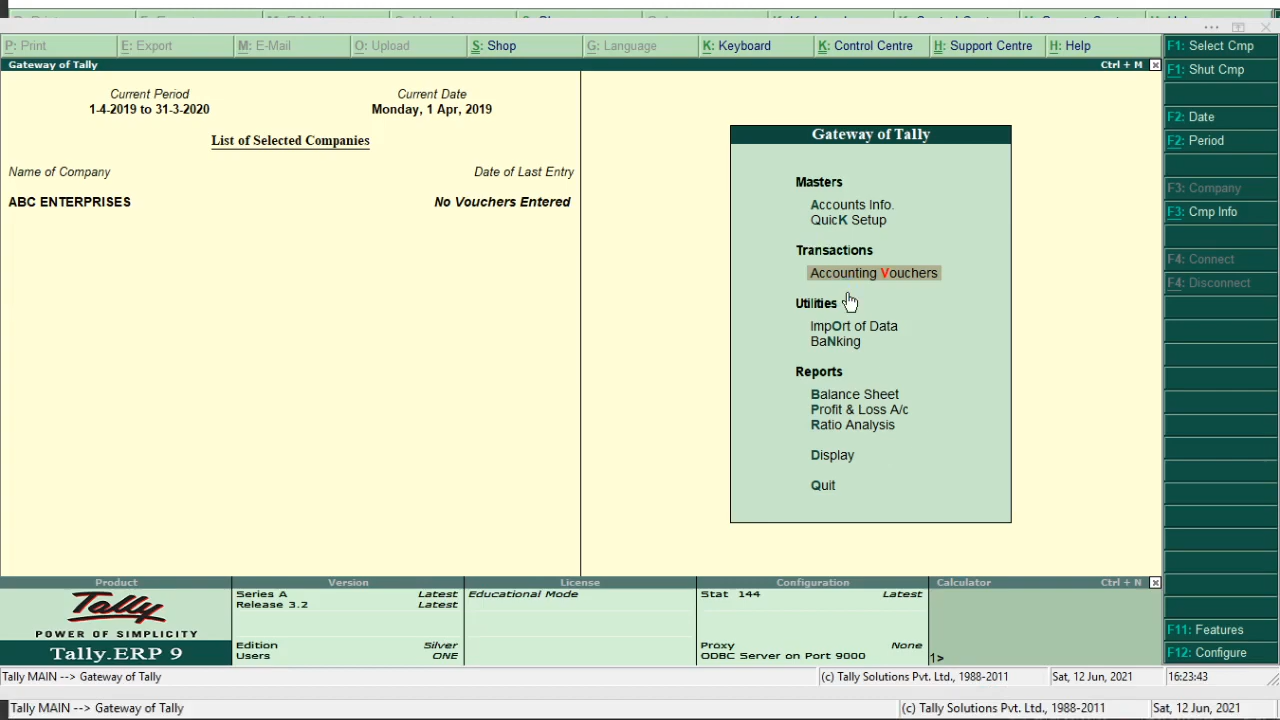 P: Print E: Export M: E-Mail O: Upload S: Shop G: Language K: Keyboard K: Control Centre H: Support Centre H: Help
Gateway of Tally Ctrl + M
Current Period Current Date
1-4-2019 to 31-3-2020 Monday, 1 Apr, 2019
List of Selected Companies
Name of Company Date of Last Entry
ABC ENTERPRISES No Vouchers Entered
Gateway of Tally
Masters
Accounts Info.
QuicK Setup
Transactions
Accounting Vouchers
Utilities
ImpOrt of Data
BaNking
Reports
Balance Sheet
Profit & Loss A/c
Ratio Analysis
Display
Quit
F1: Select Cmp
F1: Shut Cmp
F2: Date
F2: Period
F3: Company
F3: Cmp Info
F4: Connect
F4: Disconnect
F11: Features
F12: Configure
Product Version License Configuration Calculator Ctrl + N
Tally
POWER OF SIMPLICITY
Tally.ERP 9
Series A Latest
Release 3.2 Latest
Edition Silver
Users ONE
Educational Mode
Stat 144 Latest
Proxy None
ODBC Server on Port 9000
1>
Tally MAIN --> Gateway of Tally (c) Tally Solutions Pvt. Ltd., 1988-2011 Sat, 12 Jun, 2021 16:23:43
Tally MAIN --> Gateway of Tally (c) Tally Solutions Pvt. Ltd., 1988-2011 Sat, 12 Jun, 2021